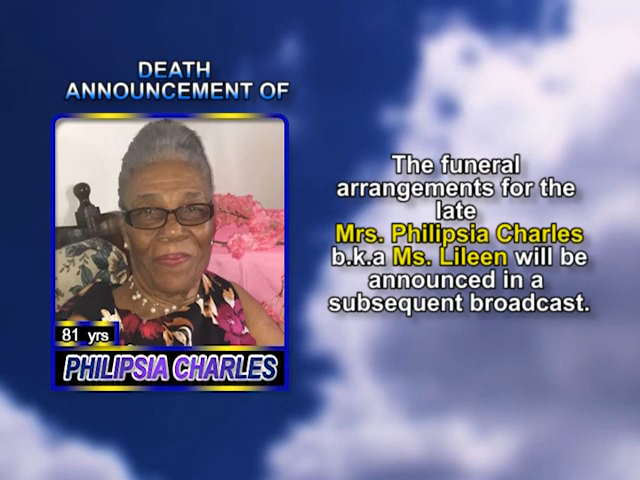 DEATH
ANNOUNCEMENT OF
81 yrs
PHILIPSIA CHARLES
The funeral
arrangements for the
late
Mrs. Philipsia Charles
b.k.a Ms. Lileen will be
announced in a
subsequent broadcast.